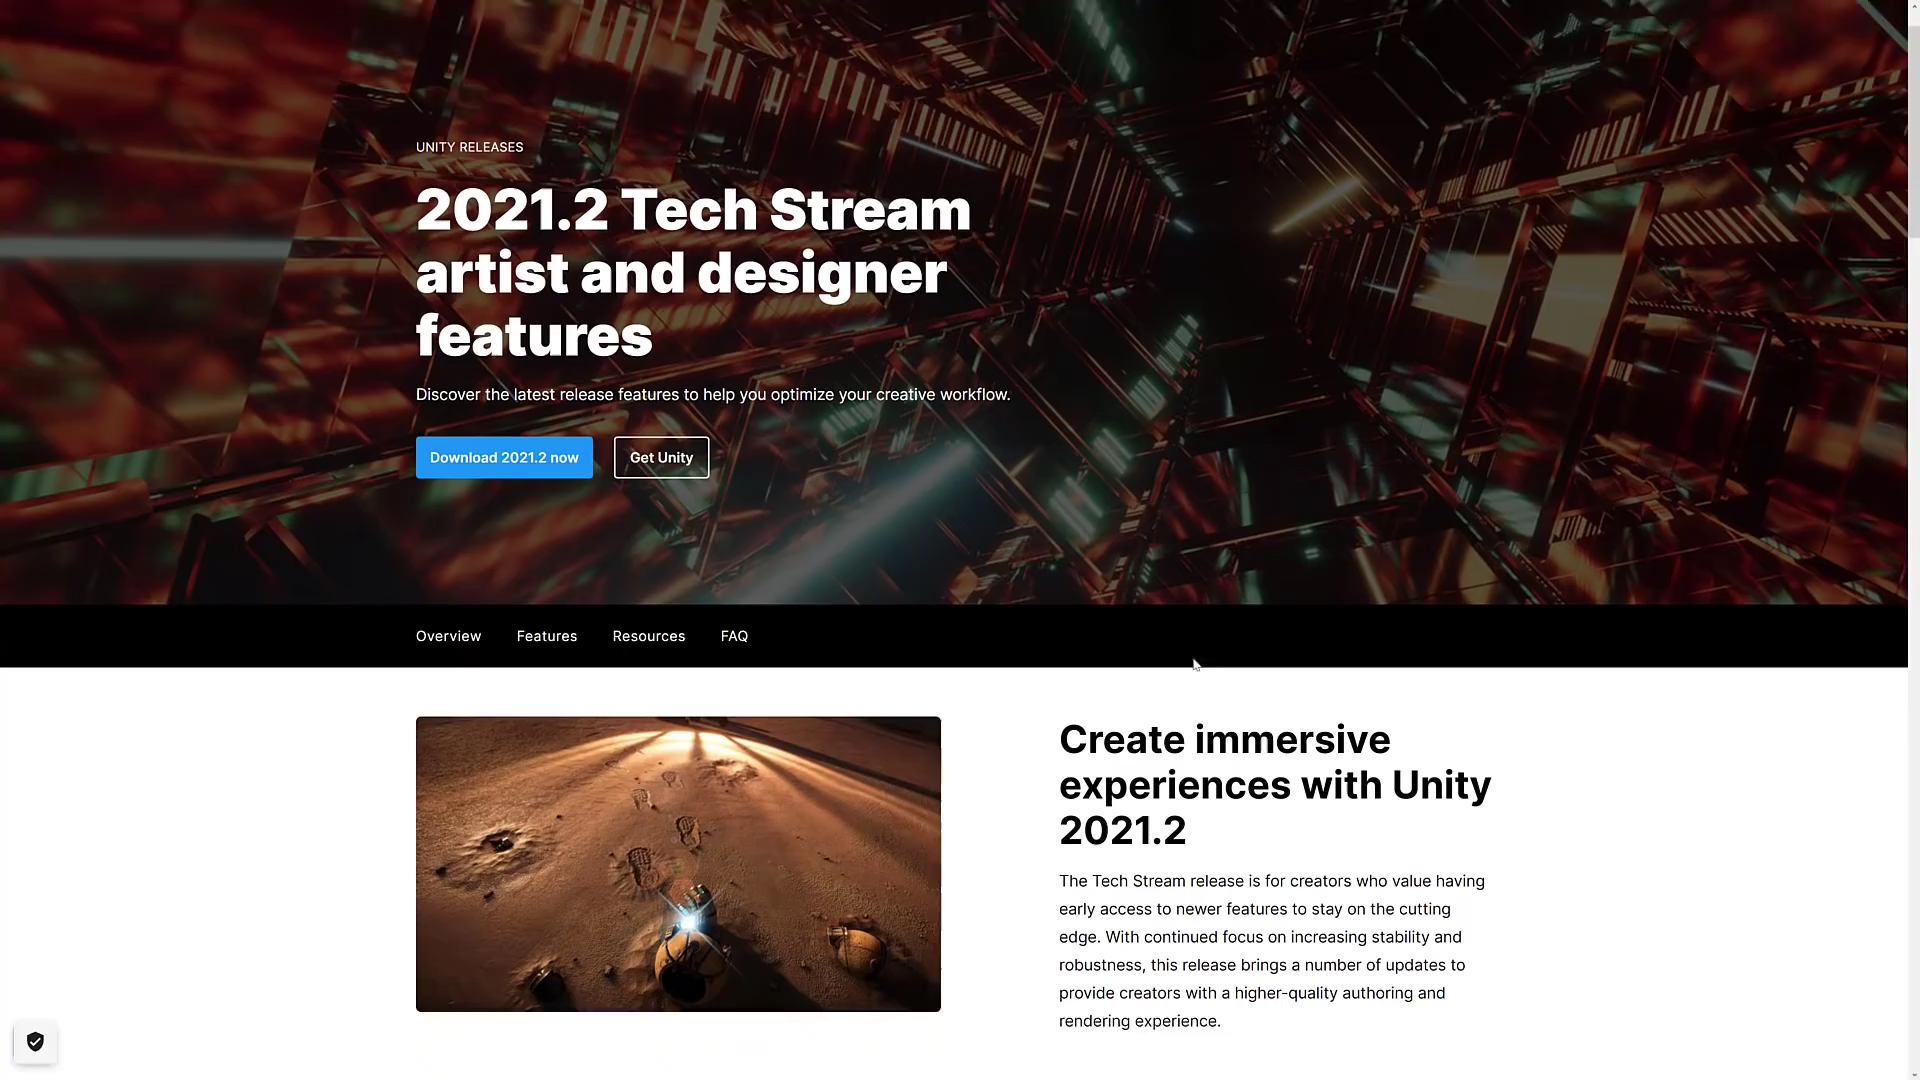 UNITY RELEASES
2021.2 Tech Stream
artist and designer
features
Discover the latest release features to help you optimize your creative workflow.
Download 2021.2 now
Get Unity
Overview
Features
Resources
FAQ
Create immersive
experiences with Unity
2021.2
The Tech Stream release is for creators who value having
early access to newer features to stay on the cutting
edge. With continued focus on increasing stability and
robustness, this release brings a number of updates to
provide creators with a higher-quality authoring and
rendering experience.